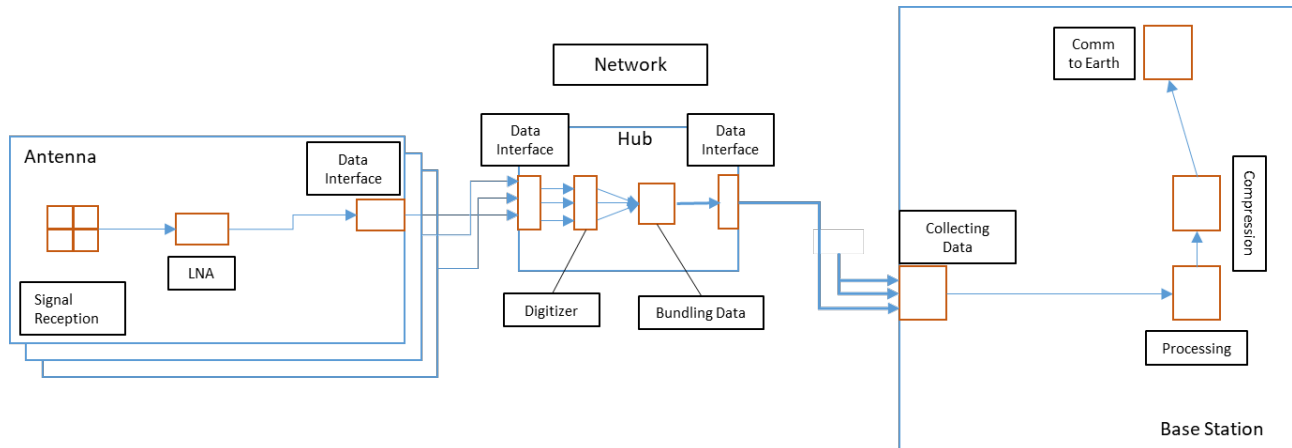 Network
Antenna
Data
Interface
LNA
Signal
Reception
Data
Interface
Hub
Data
Interface
Digitizer
Bundling Data
Comm
to Earth
Compression
Collecting
Data
Processing
Base Station